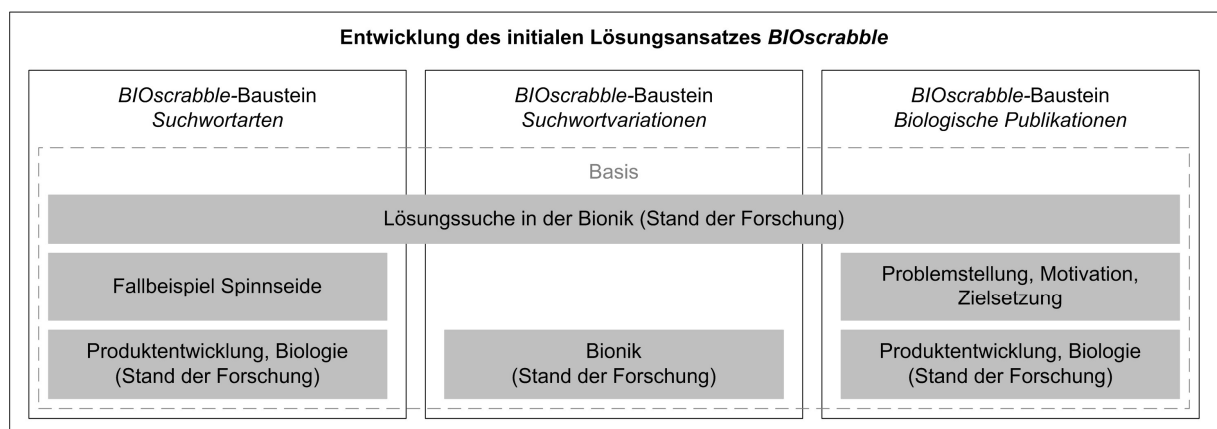 Entwicklung des initialen Lösungsansatzes BIOscrabble
BIOscrabble-Baustein
Suchwortarten
BIOscrabble-Baustein
Suchwortvariationen
BIOscrabble-Baustein
Biologische Publikationen
Basis
Lösungssuche in der Bionik (Stand der Forschung)
Fallbeispiel Spinnseide
Problemstellung, Motivation,
Zielsetzung
Produktentwicklung, Biologie
(Stand der Forschung)
Bionik
(Stand der Forschung)
Produktentwicklung, Biologie
(Stand der Forschung)